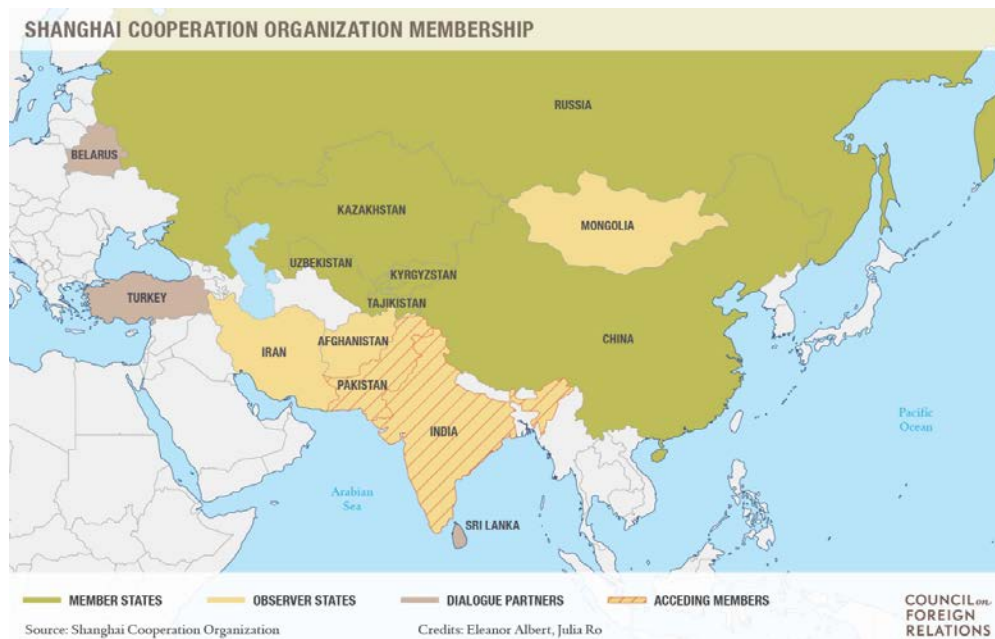 SHANGHAI COOPERATION ORGANIZATION MEMBERSHIP
RUSSIA
BELARUS
KAZAKHSTAN
MONGOLIA
UZBEKISTAN
KYRGYZSTAN
TURKEY
TAJIKISTAN
IRAN
AFGHANISTAN
CHINA
PAKISTAN
INDIA
Pacific
Ocean
Arabian
Sea
SRI LANKA
MEMBER STATES
OBSERVER STATES
DIALOGUE PARTNERS
ACCEDING MEMBERS
Source: Shanghai Cooperation Organization
Credits: Eleanor Albert, Julia Ro
COUNCIL on
FOREIGN
RELATIONS